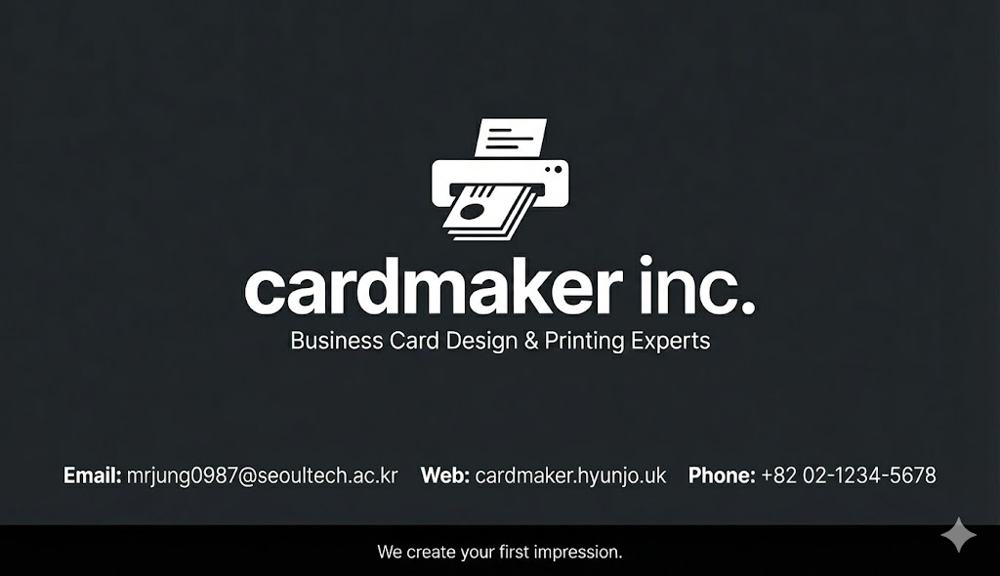 cardmaker inc.
Business Card Design & Printing Experts
Email: mrjung0987@seoultech.ac.kr Web: cardmaker.hyunjo.uk Phone: +82 02-1234-5678
We create your first impression.